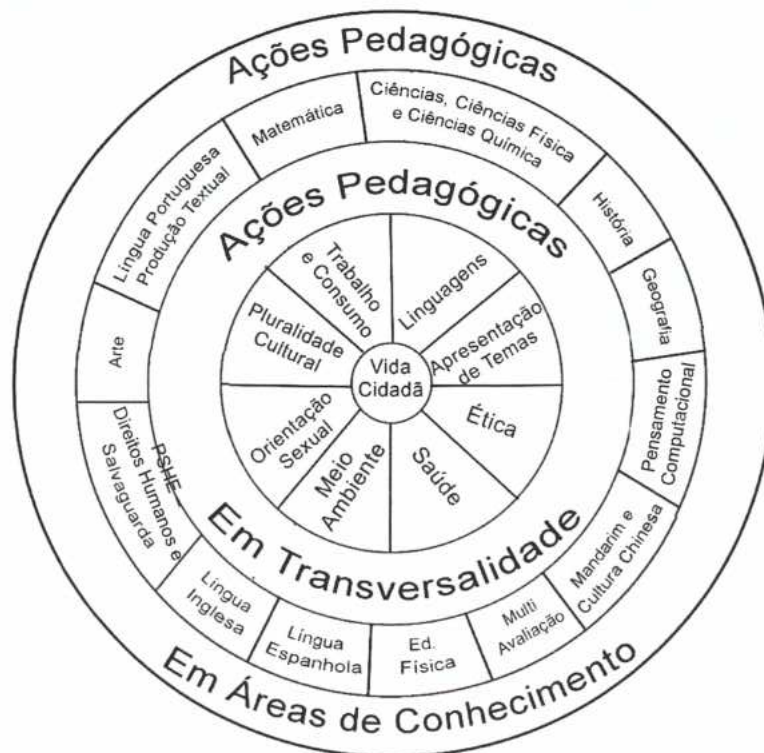 Ações Pedagógicas
Matemática
Ciências, Ciências Física
e Ciências Química
História
Geografia
Pensamento
Computacional
Mandarim e
Cultura Chinesa
Multi
Avaliação
Ed.
Física
Língua
Espanhola
Língua
Inglesa
PSHE
Direitos Humanos e
Salvaguarda
Arte
Língua Portuguesa
Produção Textual
Em Áreas de Conhecimento
Ações Pedagógicas
Trabalho
e Consumo
Linguagens
Apresentação
de Temas
Ética
Saúde
Meio
Ambiente
Orientação
Sexual
Pluralidade
Cultural
Vida
Cidadã
Em Transversalidade